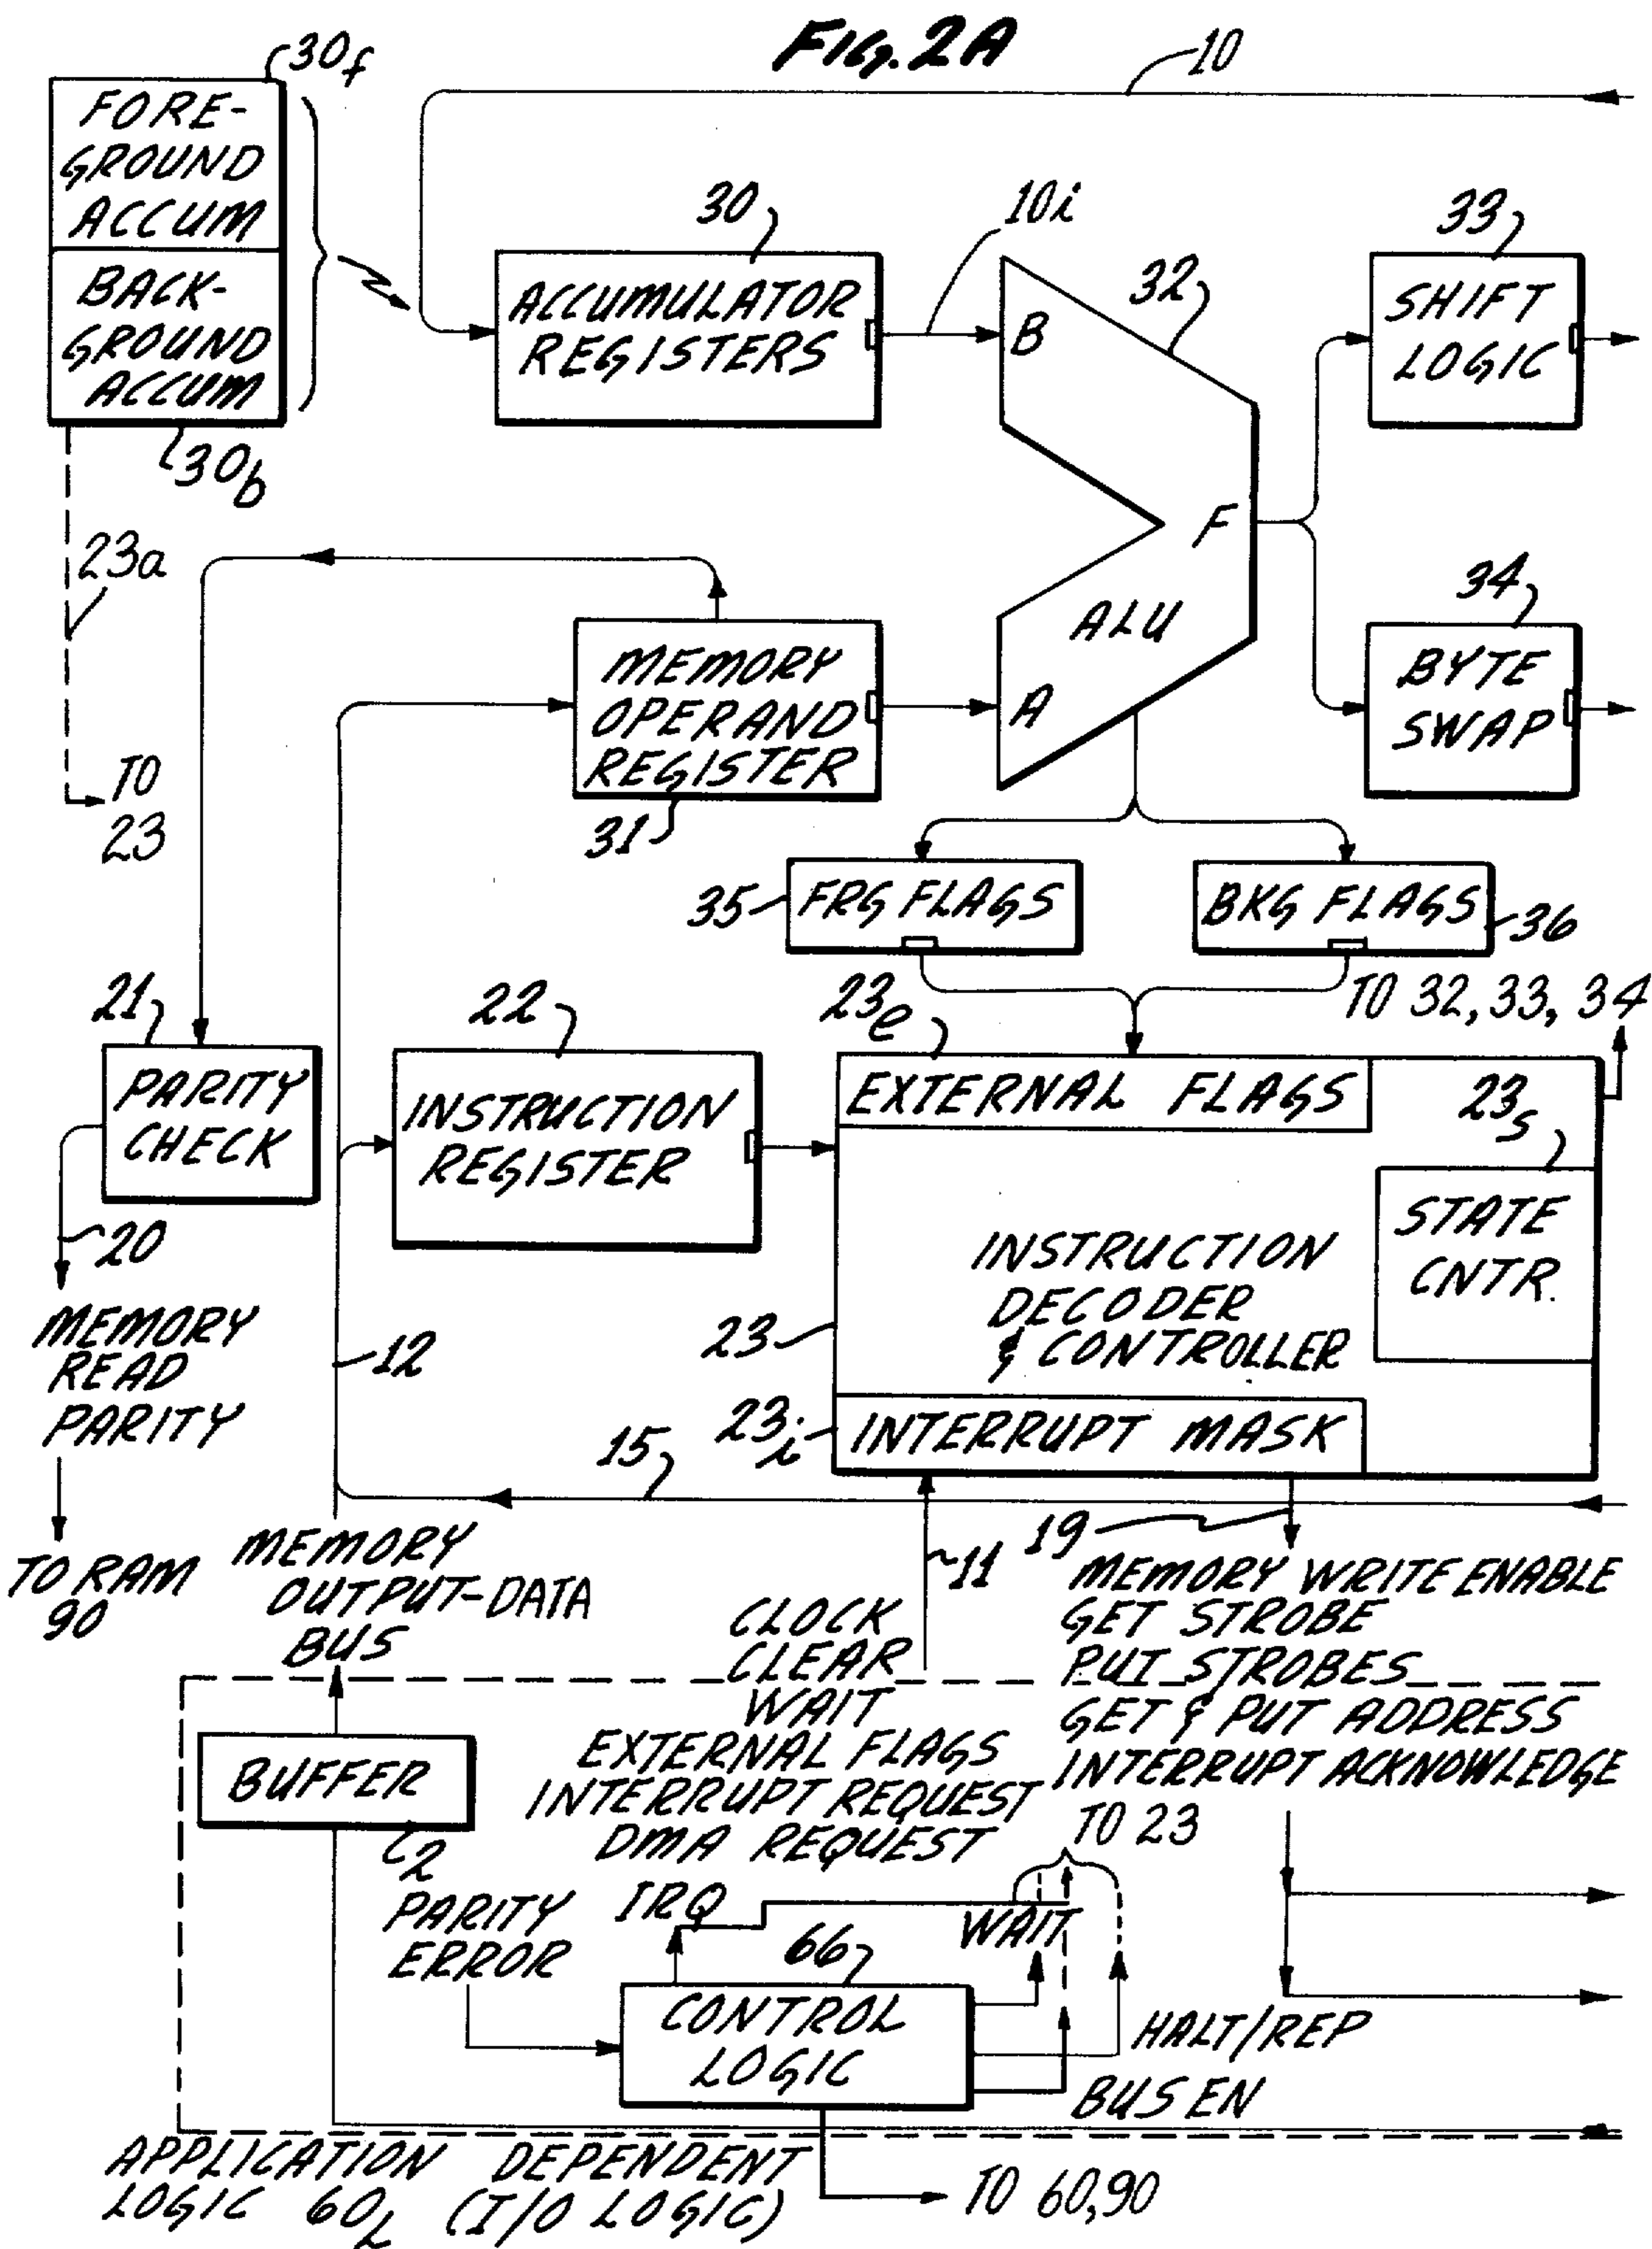 FIG. 2A
10
30f
FORE-
GROUND
ACCUM
BACK-
GROUND
ACCUM
30b
23a
TO
23
30
ACCUMULATOR
REGISTERS
10i
B
32
F
ALU
A
33
SHIFT
LOGIC
34
BYTE
SWAP
MEMORY
OPERAND
REGISTER
31
35
FRG FLAGS
BKG FLAGS
36
TO 32, 33, 34
21
PARITY
CHECK
20
MEMORY
READ
PARITY
TO RAM
90
22
INSTRUCTION
REGISTER
23e
EXTERNAL FLAGS
23s
STATE
CNTR.
INSTRUCTION
DECODER
& CONTROLLER
23
23i
INTERRUPT MASK
12
15
11
19
MEMORY
OUTPUT-DATA
BUS
CLOCK
CLEAR
WAIT
EXTERNAL FLAGS
INTERRUPT REQUEST
DMA REQUEST
MEMORY WRITE ENABLE
GET STROBE
PUT STROBES
GET & PUT ADDRESS
INTERRUPT ACKNOWLEDGE
BUFFER
2
TO 23
PARITY
ERROR
IRQ
WAIT
66
CONTROL
LOGIC
HALT/REP
BUS EN
APPLICATION DEPENDENT
LOGIC 60L (I/O LOGIC)
TO 60,90